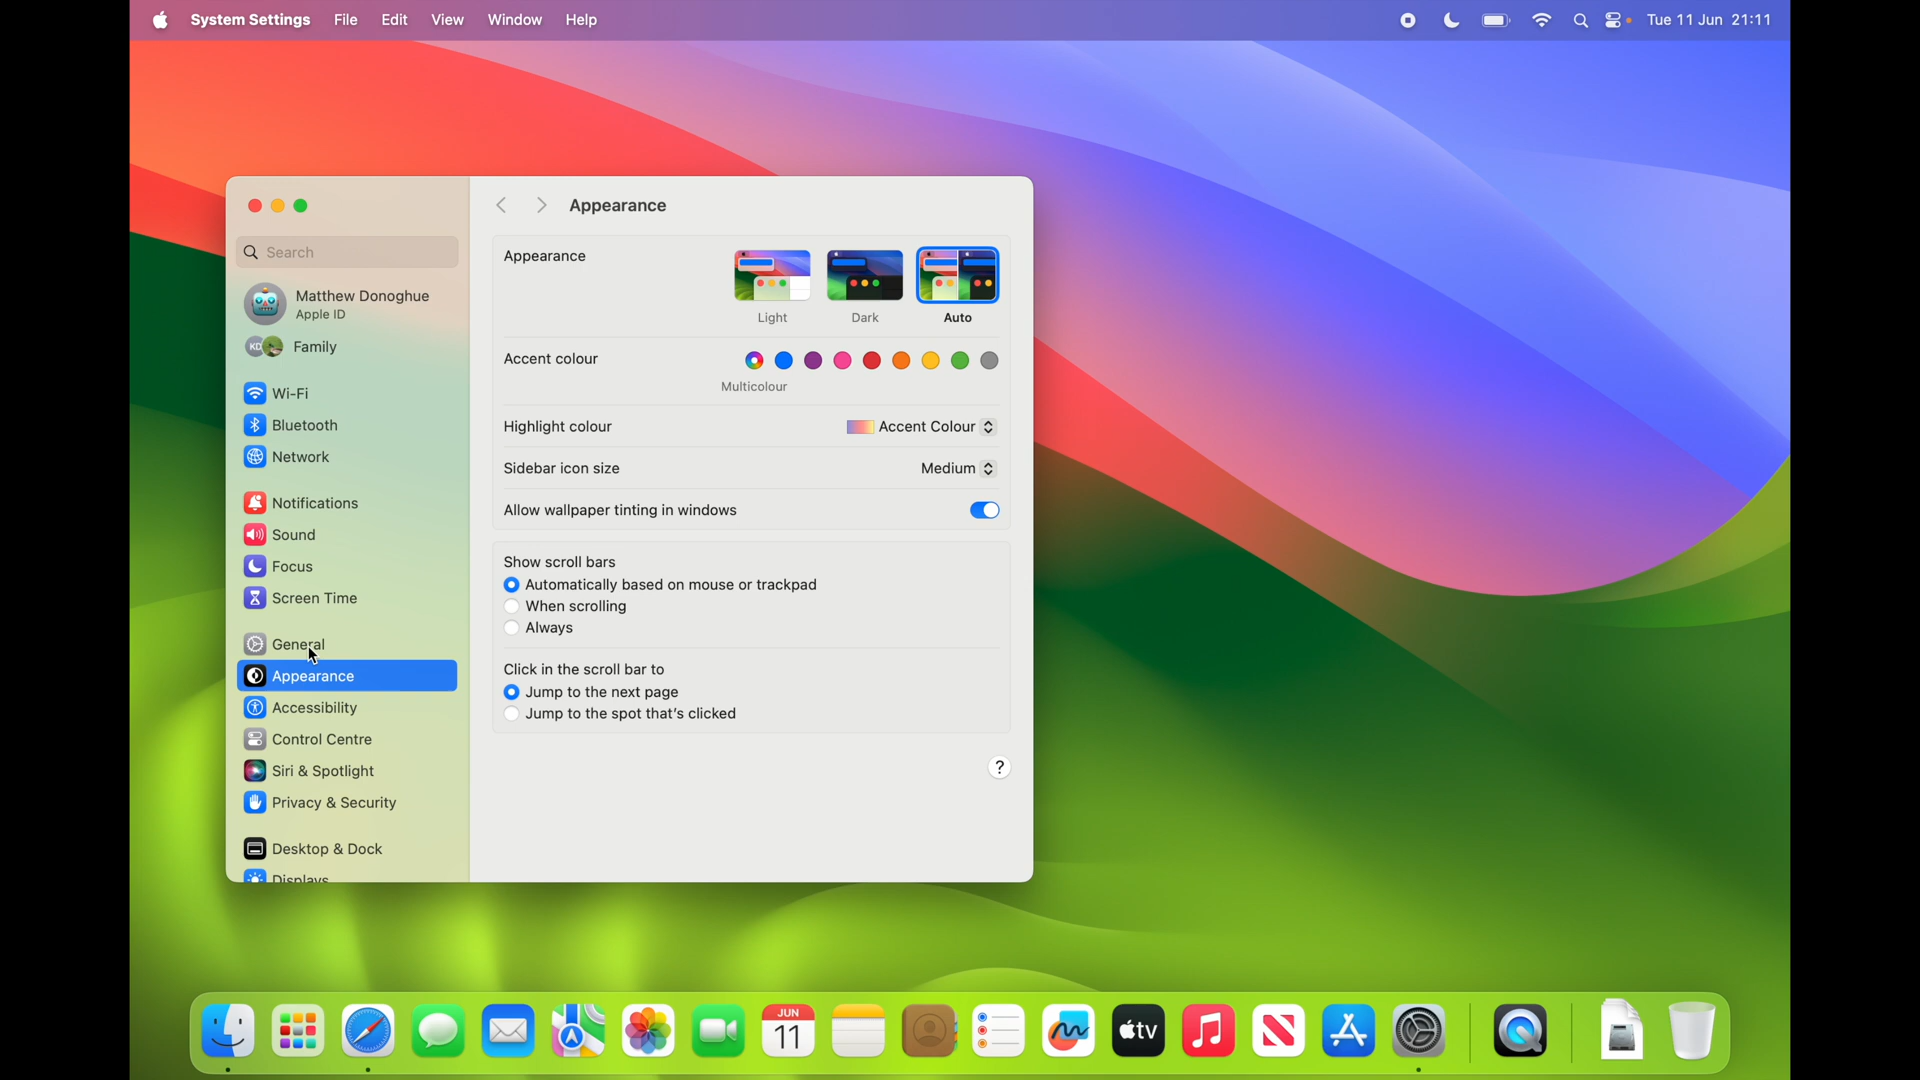 System Settings File Edit View Window Help Tue 11 Jun 21:11
Appearance
Search
Matthew Donoghue
Apple ID
KD Family
Wi-Fi
Bluetooth
Network
Notifications
Sound
Focus
Screen Time
General
Appearance
Accessibility
Control Centre
Siri & Spotlight
Privacy & Security
Desktop & Dock
Displays
Appearance
Light Dark Auto
Accent colour
Multicolour
Highlight colour Accent Colour
Sidebar icon size Medium
Allow wallpaper tinting in windows
Show scroll bars
Automatically based on mouse or trackpad
When scrolling
Always
Click in the scroll bar to
Jump to the next page
Jump to the spot that's clicked
?
JUN
11
tv